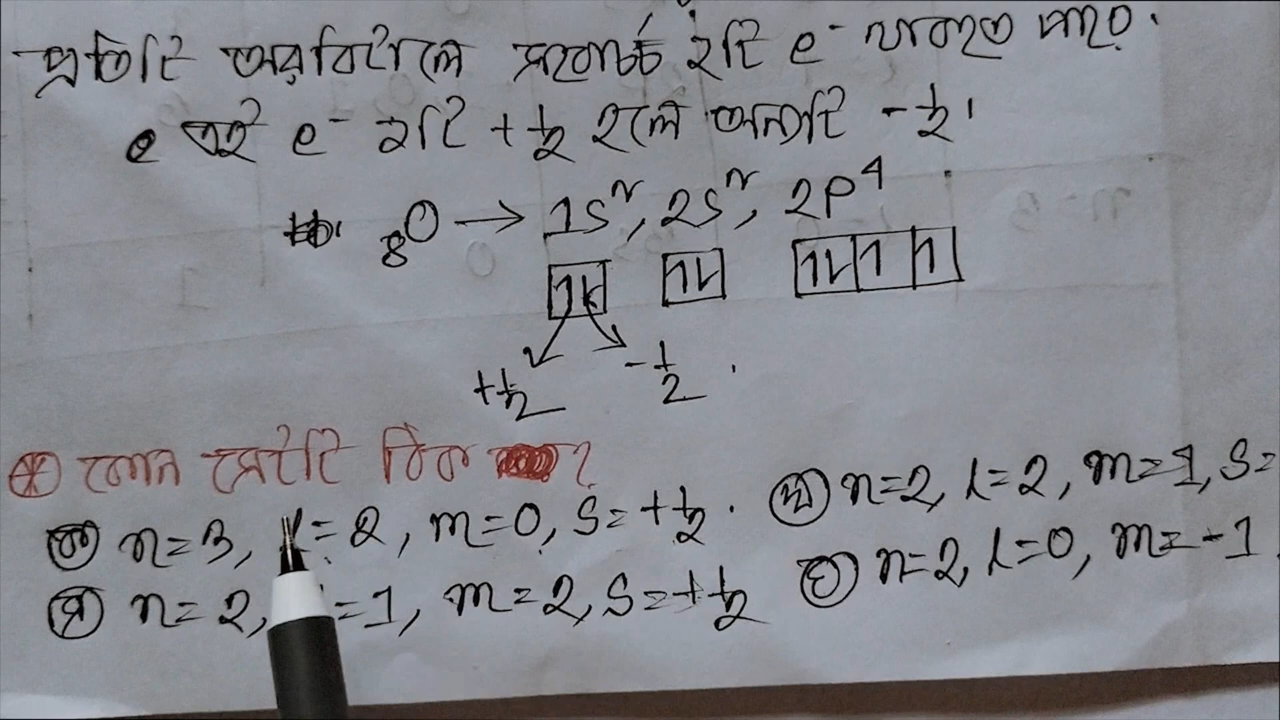 প্রতিটি অরবিটালে সর্বোচ্চ ২টি e⁻ থাকতে পারে.
এই e⁻ ২টি +½ হলে অন্যটি -½।
₈O → 1s², 2s², 2p⁴
↿⇂ ↿⇂ ↿⇂ ↿ ↿
+½ -½.
* কোন সেটটি ঠিক ?
ক n=3, l=2, m=0, s=+½. ঘ n=2, l=2, m=1, s=
খ n=2, l=1, m=2, s=+½ ঙ n=2, l=0, m=-1